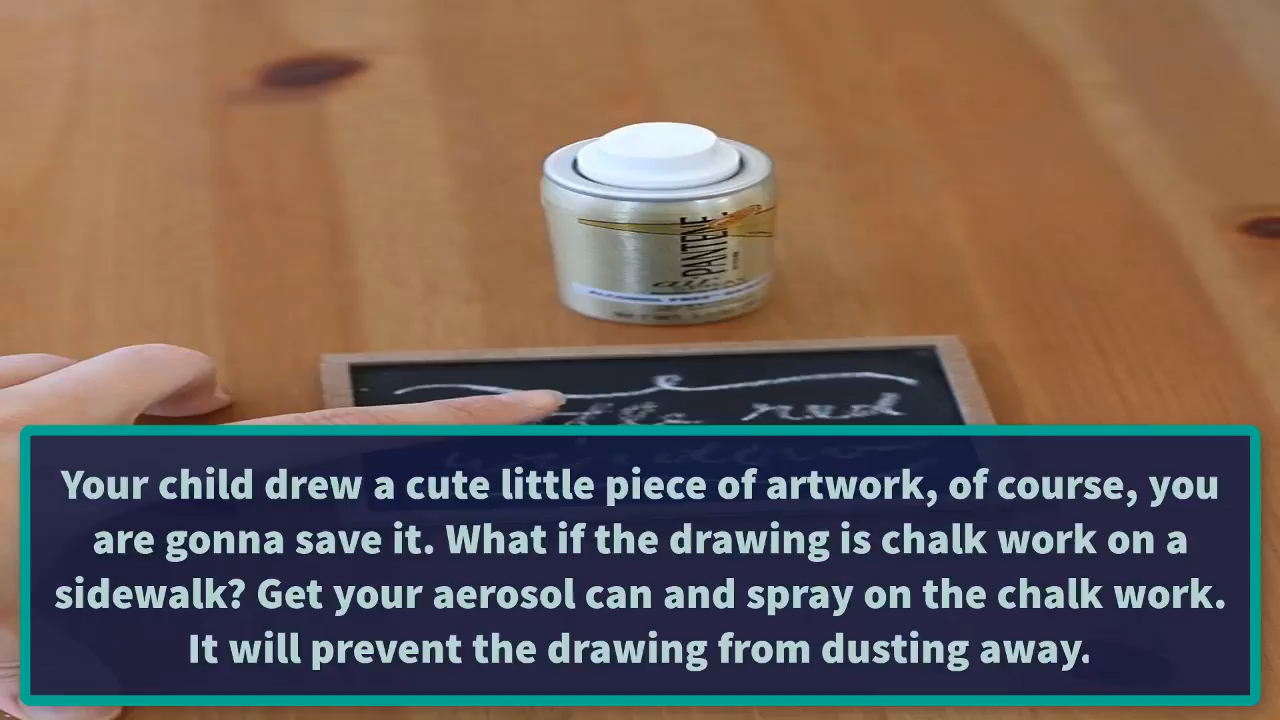 PANTENE
red
Your child drew a cute little piece of artwork, of course, you
are gonna save it. What if the drawing is chalk work on a
sidewalk? Get your aerosol can and spray on the chalk work.
It will prevent the drawing from dusting away.